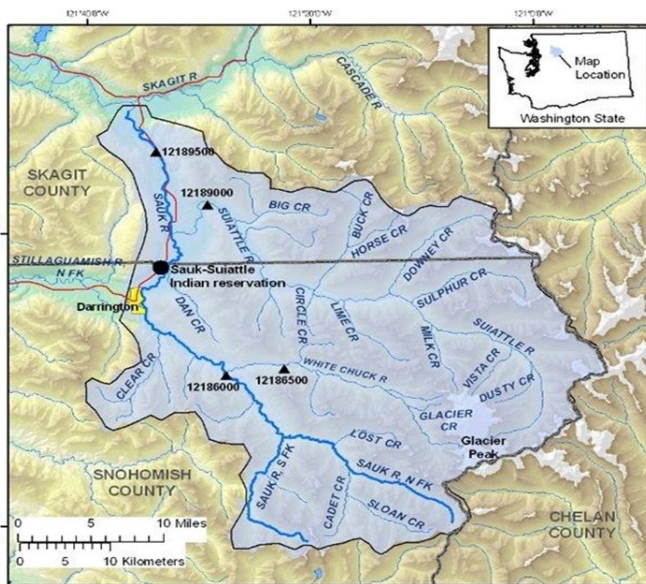 121°40'0"W
121°20'0"W
121°0'0"W
SKAGIT R
CASCADE R
Map
Location
Washington State
SKAGIT
COUNTY
12189500
12189000
SAUK R
SUIATTLE R
BIG CR
BUCK CR
HORSE CR
DOWNEY CR
STILLAGUAMISH R,
N FK
Sauk-Suiattle
Indian reservation
Darrington
DAN CR
CIRCLE CR
LIME CR
MILK CR
SULPHUR CR
SUIATTLE R
CLEAR CR
12186000
12186500
WHITE CHUCK R
VISTA CR
DUSTY CR
GLACIER
CR
Glacier
Peak
LOST CR
SAUK R, S FK
SAUK R, N FK
CADET CR
SLOAN CR
SNOHOMISH
COUNTY
CHELAN
COUNTY
0 5 10 Miles
0 5 10 Kilometers